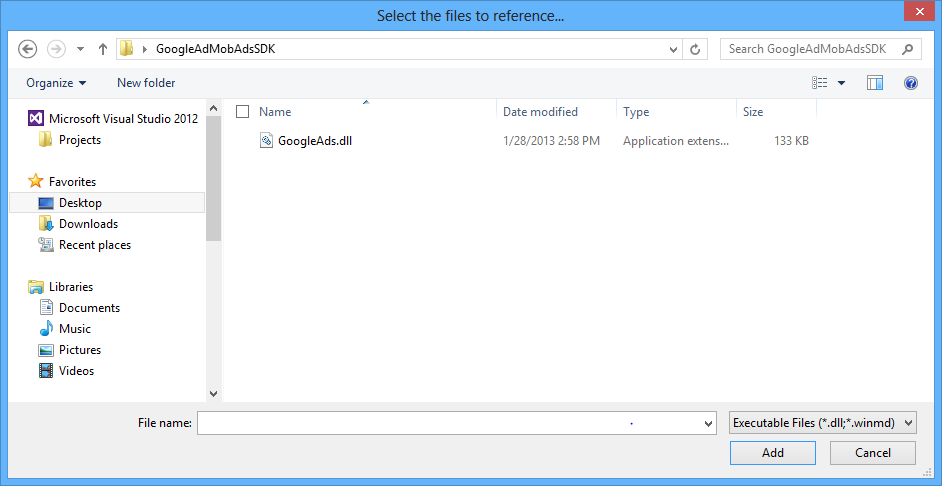 Select the files to reference...
GoogleAdMobAdsSDK
Search GoogleAdMobAdsSDK
Organize New folder
Name Date modified Type Size
GoogleAds.dll 1/28/2013 2:58 PM Application extens... 133 KB
Microsoft Visual Studio 2012
Projects
Favorites
Desktop
Downloads
Recent places
Libraries
Documents
Music
Pictures
Videos
File name: Executable Files (*.dll;*.winmd)
Add Cancel